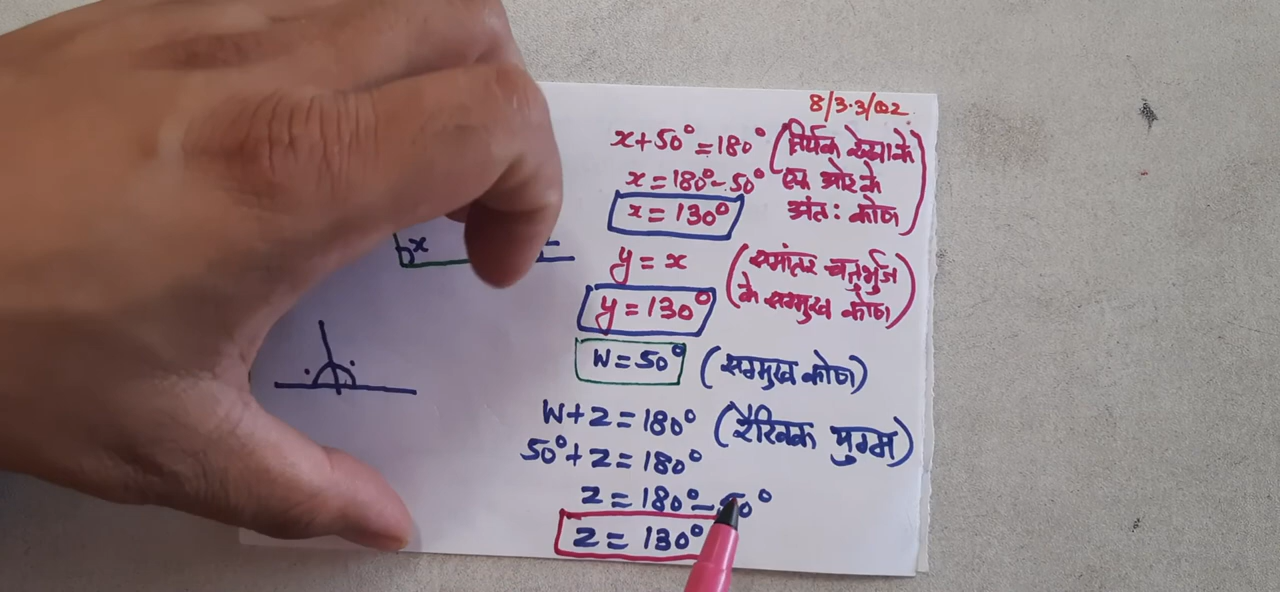 8/3.3/Q2.
x+50°=180° (तिर्यक रेखा के
x=180°-50° एक ओर के
x=130° अंतः कोण)
x
y=x (समांतर चतुर्भुज
y=130° के सम्मुख कोण)
W=50° (सम्मुख कोण)
W+Z=180° (रैखिक युग्म)
50°+Z=180°
Z=180°-50°
Z=130°